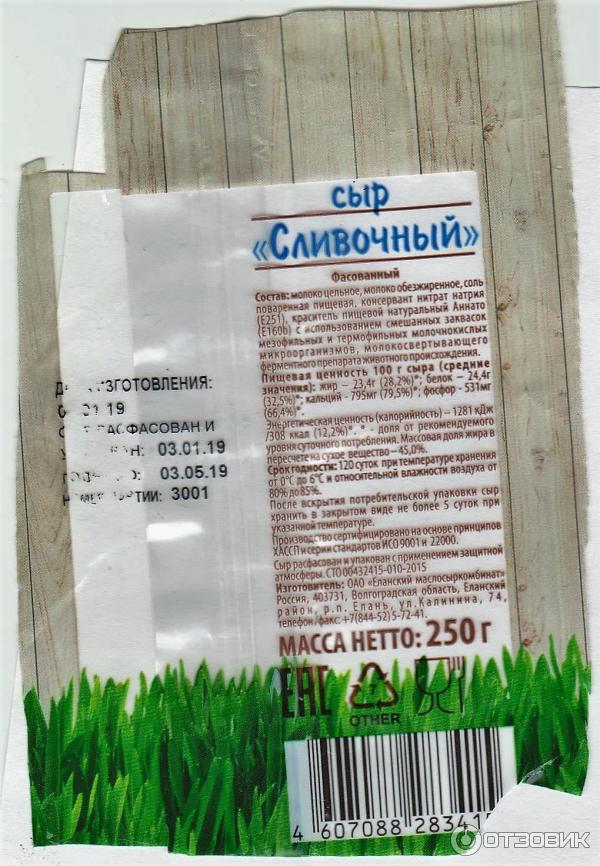 сыр
«Сливочный»
Фасованный
Состав: молоко цельное, молоко обезжиренное, соль
поваренная пищевая, консервант нитрат натрия
(Е251), краситель пищевой натуральный Аннато
(Е160b) с использованием смешанных заквасок
мезофильных и термофильных молочнокислых
микроорганизмов, молокосвертывающего
ферментного препарата животного происхождения.
Пищевая ценность 100 г сыра (средние
значения): жир – 23,4г (28,2%)*; белок – 24,4г
(32,5%)*; кальций - 795мг (79,5%)*; фосфор - 531мг
(66,4%)*.
Энергетическая ценность (калорийность) – 1281 кДж
/308 ккал (12,2%)*. * - доля от рекомендуемого
уровня суточного потребления. Массовая доля жира в
пересчете на сухое вещество – 45,0%.
Срок годности: 120 суток при температуре хранения
от 0°С до 6°С и относительной влажности воздуха от
80% до 85%.
После вскрытия потребительской упаковки сыр
хранить в закрытом виде не более 5 суток при
указанной температуре.
Производство сертифицировано на основе принципов
ХАССП и серии стандартов ИСО 9001 и 22000.
Сыр расфасован и упакован с применением защитной
атмосферы. СТО 00432415-010-2015
Изготовитель: ОАО «Еланский маслосыркомбинат»
Россия, 403731, Волгоградская область, Еланский
район, р.п. Елань, ул.Калинина, 74,
телефон/факс: +7(844-52) 5-72-41.
МАССА НЕТТО: 250 г
EAC
7
OTHER
4 607088 28341
ИЗГОТОВЛЕНИЯ:
01 19
РАСФАСОВАН И
03.01.19
03.05.19
3001
ОТЗОВИК